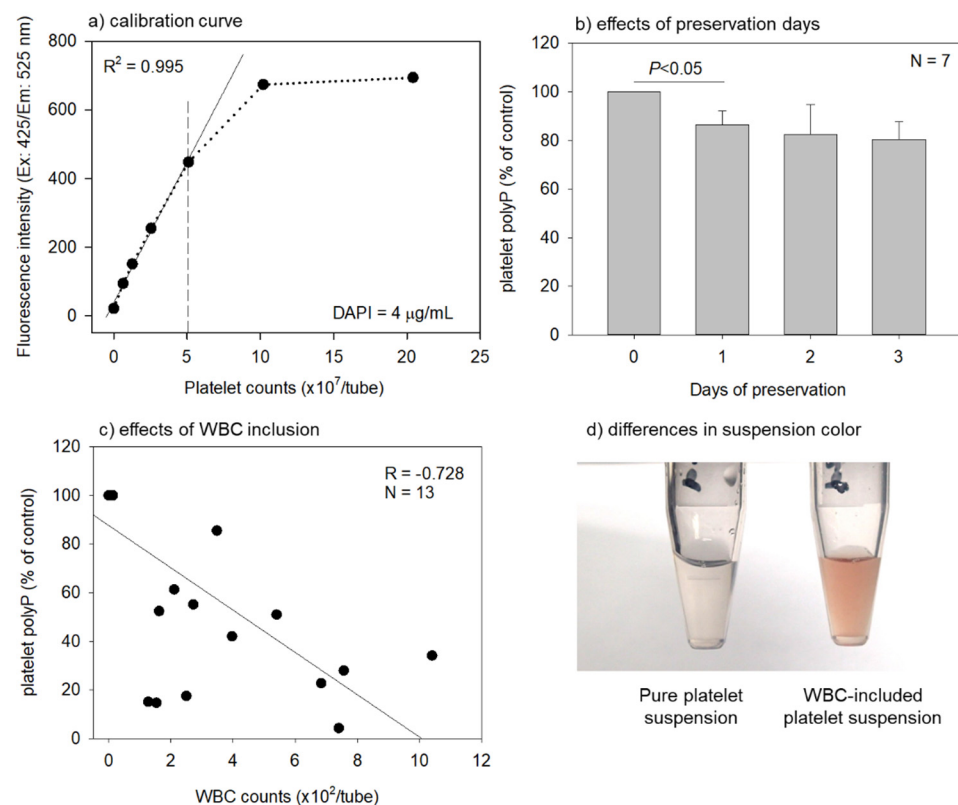 a) calibration curve
Fluorescence intensity (Ex: 425/Em: 525 nm)
800
600
400
200
0
R² = 0.995
DAPI = 4 μg/mL
0 5 10 15 20 25
Platelet counts (x10⁷/tube)
b) effects of preservation days
platelet polyP (% of control)
120
100
80
60
40
20
0
P<0.05
N = 7
0 1 2 3
Days of preservation
c) effects of WBC inclusion
platelet polyP (% of control)
120
100
80
60
40
20
0
R = -0.728
N = 13
0 2 4 6 8 10 12
WBC counts (x10²/tube)
d) differences in suspension color
Pure platelet
suspension
WBC-included
platelet suspension